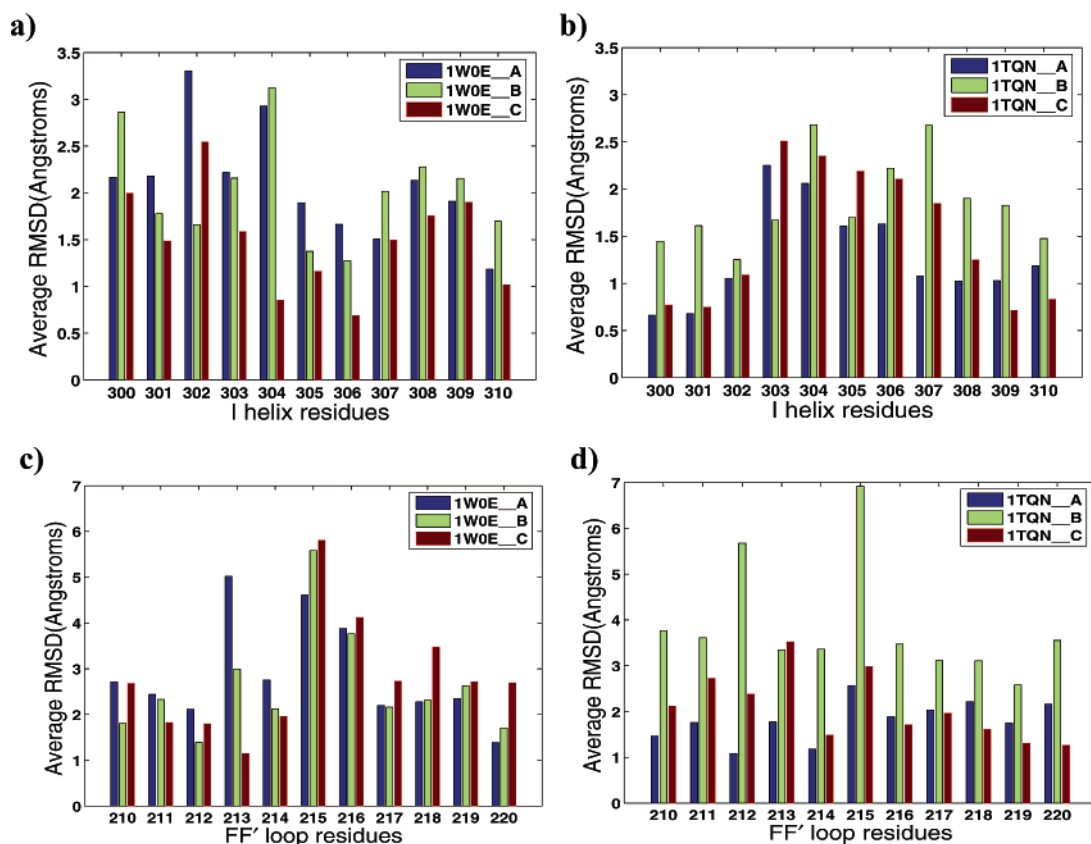 a)
3.5
3
2.5
2
1.5
1
0.5
0
Average RMSD(Angstroms)
1W0E__A
1W0E__B
1W0E__C
300 301 302 303 304 305 306 307 308 309 310
I helix residues
b)
3.5
3
2.5
2
1.5
1
0.5
0
Average RMSD(Angstroms)
1TQN__A
1TQN__B
1TQN__C
300 301 302 303 304 305 306 307 308 309 310
I helix residues
c)
7
6
5
4
3
2
1
0
Average RMSD(Angstroms)
1W0E__A
1W0E__B
1W0E__C
210 211 212 213 214 215 216 217 218 219 220
FF′ loop residues
d)
7
6
5
4
3
2
1
0
Average RMSD(Angstroms)
1TQN__A
1TQN__B
1TQN__C
210 211 212 213 214 215 216 217 218 219 220
FF′ loop residues